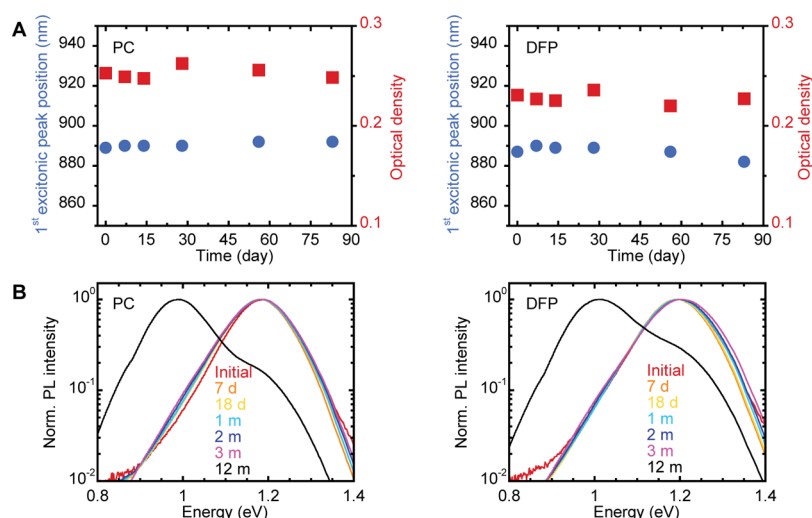 A
PC
1st excitonic peak position (nm)
940
920
900
880
860
0.3
0.2
0.1
Optical density
0 15 30 45 60 75 90
Time (day)
DFP
1st excitonic peak position (nm)
940
920
900
880
860
0.3
0.2
0.1
Optical density
0 15 30 45 60 75 90
Time (day)
B
PC
Norm. PL intensity
10^0
10^-1
10^-2
Initial
7 d
18 d
1 m
2 m
3 m
12 m
0.8 1 1.2 1.4
Energy (eV)
DFP
Norm. PL intensity
10^0
10^-1
10^-2
Initial
7 d
18 d
1 m
2 m
3 m
12 m
0.8 1 1.2 1.4
Energy (eV)